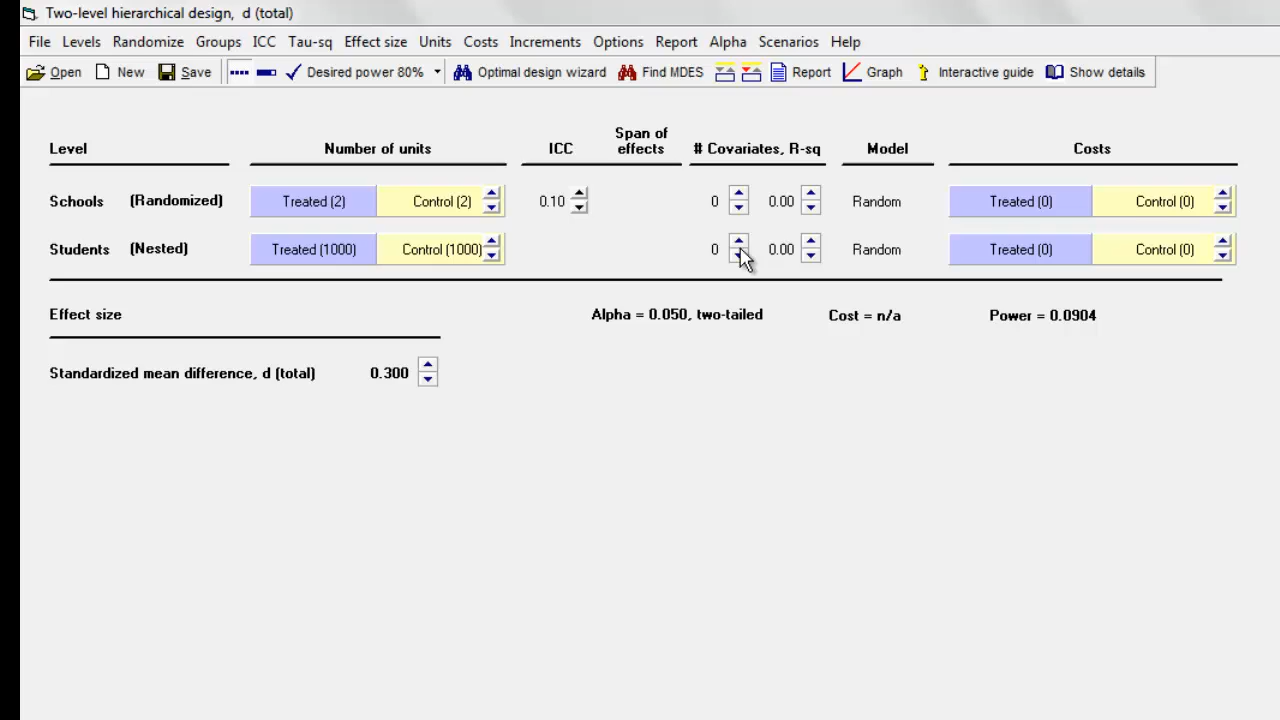 Two-level hierarchical design, d (total)
File Levels Randomize Groups ICC Tau-sq Effect size Units Costs Increments Options Report Alpha Scenarios Help
Open New Save Desired power 80% Optimal design wizard Find MDES Report Graph Interactive guide Show details
Level Number of units ICC Span of effects # Covariates, R-sq Model Costs
Schools (Randomized) Treated (2) Control (2) 0.10 0 0.00 Random Treated (0) Control (0)
Students (Nested) Treated (1000) Control (1000) 0 0.00 Random Treated (0) Control (0)
Effect size Alpha = 0.050, two-tailed Cost = n/a Power = 0.0904
Standardized mean difference, d (total) 0.300